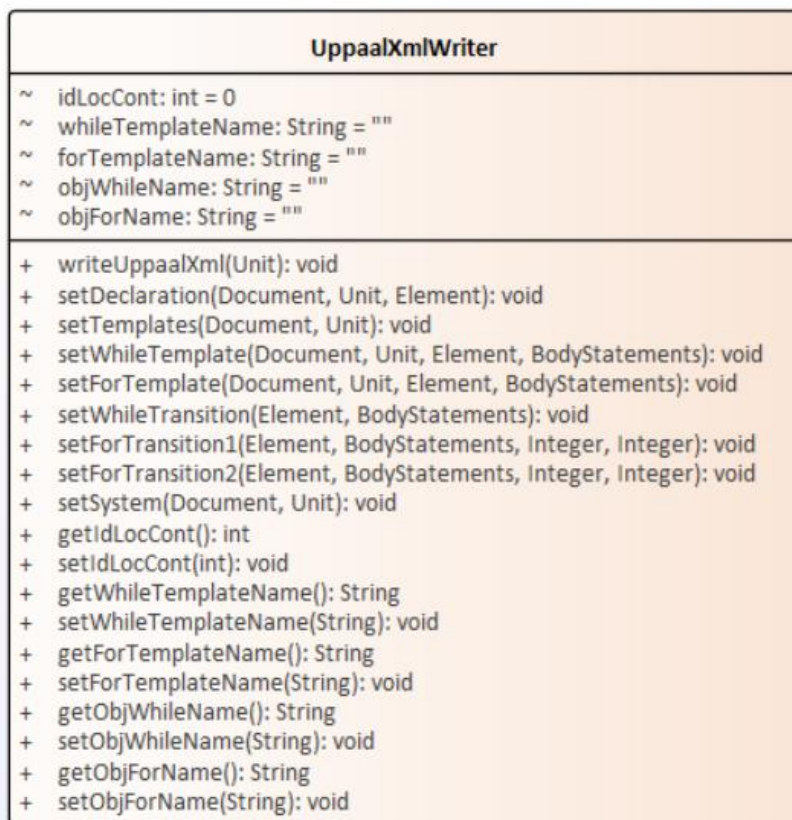 UppaalXmlWriter
~ idLocCont: int = 0
~ whileTemplateName: String = ""
~ forTemplateName: String = ""
~ objWhileName: String = ""
~ objForName: String = ""
+ writeUppaalXml(Unit): void
+ setDeclaration(Document, Unit, Element): void
+ setTemplates(Document, Unit): void
+ setWhileTemplate(Document, Unit, Element, BodyStatements): void
+ setForTemplate(Document, Unit, Element, BodyStatements): void
+ setWhileTransition(Element, BodyStatements): void
+ setForTransition1(Element, BodyStatements, Integer, Integer): void
+ setForTransition2(Element, BodyStatements, Integer, Integer): void
+ setSystem(Document, Unit): void
+ getIdLocCont(): int
+ setIdLocCont(int): void
+ getWhileTemplateName(): String
+ setWhileTemplateName(String): void
+ getForTemplateName(): String
+ setForTemplateName(String): void
+ getObjWhileName(): String
+ setObjWhileName(String): void
+ getObjForName(): String
+ setObjForName(String): void